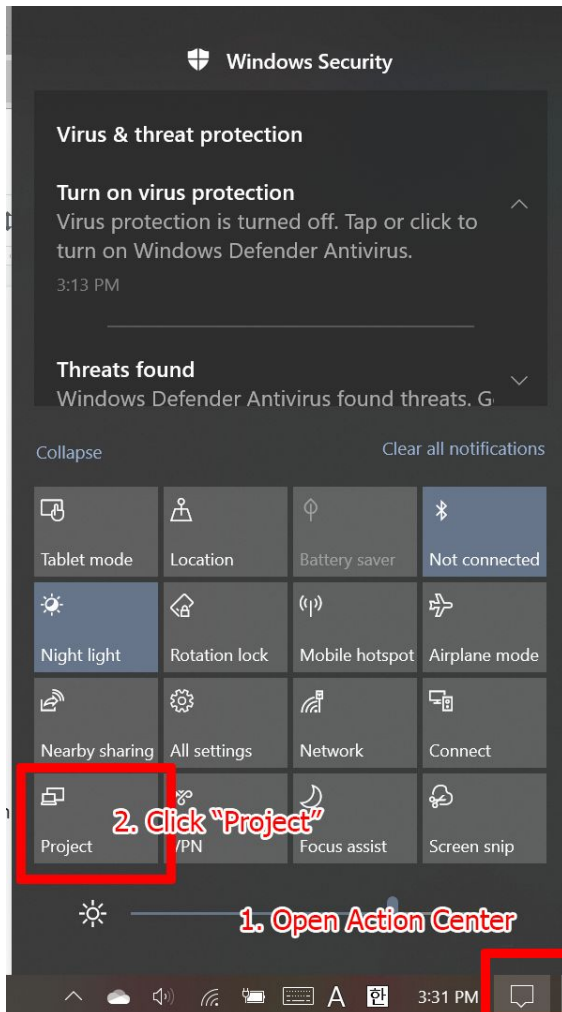 Windows Security
Virus & threat protection
Turn on virus protection
Virus protection is turned off. Tap or click to
turn on Windows Defender Antivirus.
3:13 PM
Threats found
Windows Defender Antivirus found threats. G
Collapse
Clear all notifications
Tablet mode
Location
Battery saver
Not connected
Night light
Rotation lock
Mobile hotspot
Airplane mode
Nearby sharing
All settings
Network
Connect
2. Click “Project”
Project
VPN
Focus assist
Screen snip
1. Open Action Center
A 한 3:31 PM